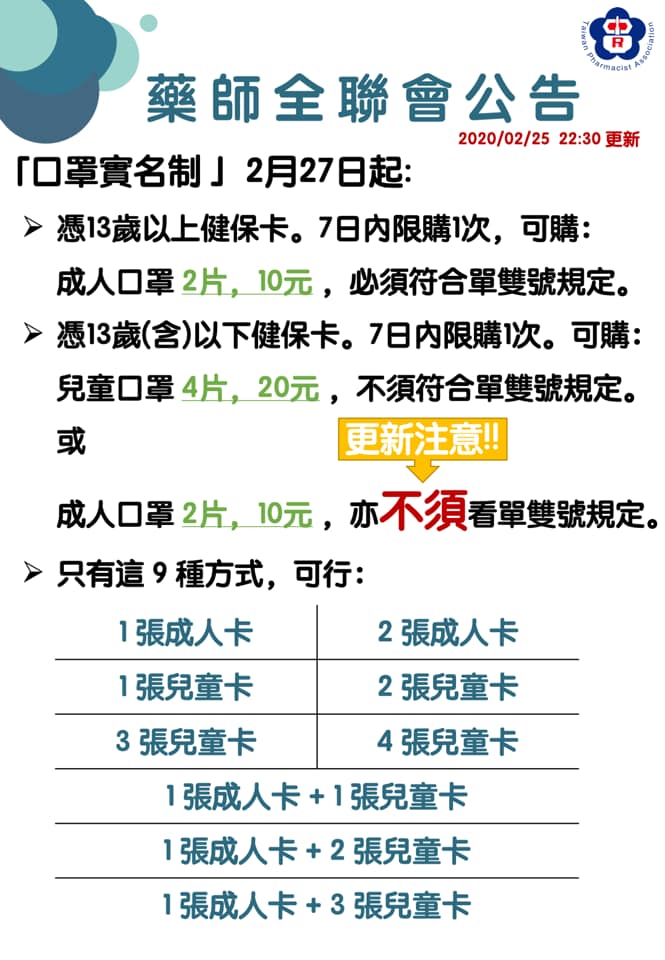 Taiwan Pharmacist Association
藥師全聯會公告
2020/02/25 22:30 更新
「口罩實名制」2月27日起:
➢ 憑13歲以上健保卡。7日內限購1次，可購：
成人口罩 2片，10元，必須符合單雙號規定。
➢ 憑13歲(含)以下健保卡。7日內限購1次。可購：
兒童口罩 4片，20元，不須符合單雙號規定。
或
更新注意!!
成人口罩 2片，10元，亦不須看單雙號規定。
➢ 只有這 9 種方式，可行：
1 張成人卡
2 張成人卡
1 張兒童卡
2 張兒童卡
3 張兒童卡
4 張兒童卡
1 張成人卡 + 1 張兒童卡
1 張成人卡 + 2 張兒童卡
1 張成人卡 + 3 張兒童卡